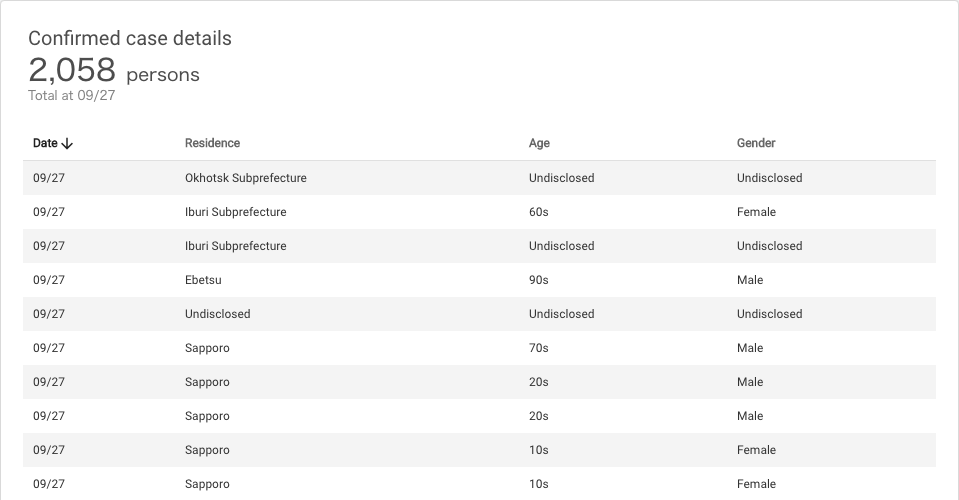 Confirmed case details
2,058 persons
Total at 09/27
Date Residence Age Gender
09/27 Okhotsk Subprefecture Undisclosed Undisclosed
09/27 Iburi Subprefecture 60s Female
09/27 Iburi Subprefecture Undisclosed Undisclosed
09/27 Ebetsu 90s Male
09/27 Undisclosed Undisclosed Undisclosed
09/27 Sapporo 70s Male
09/27 Sapporo 20s Male
09/27 Sapporo 20s Male
09/27 Sapporo 10s Female
09/27 Sapporo 10s Female